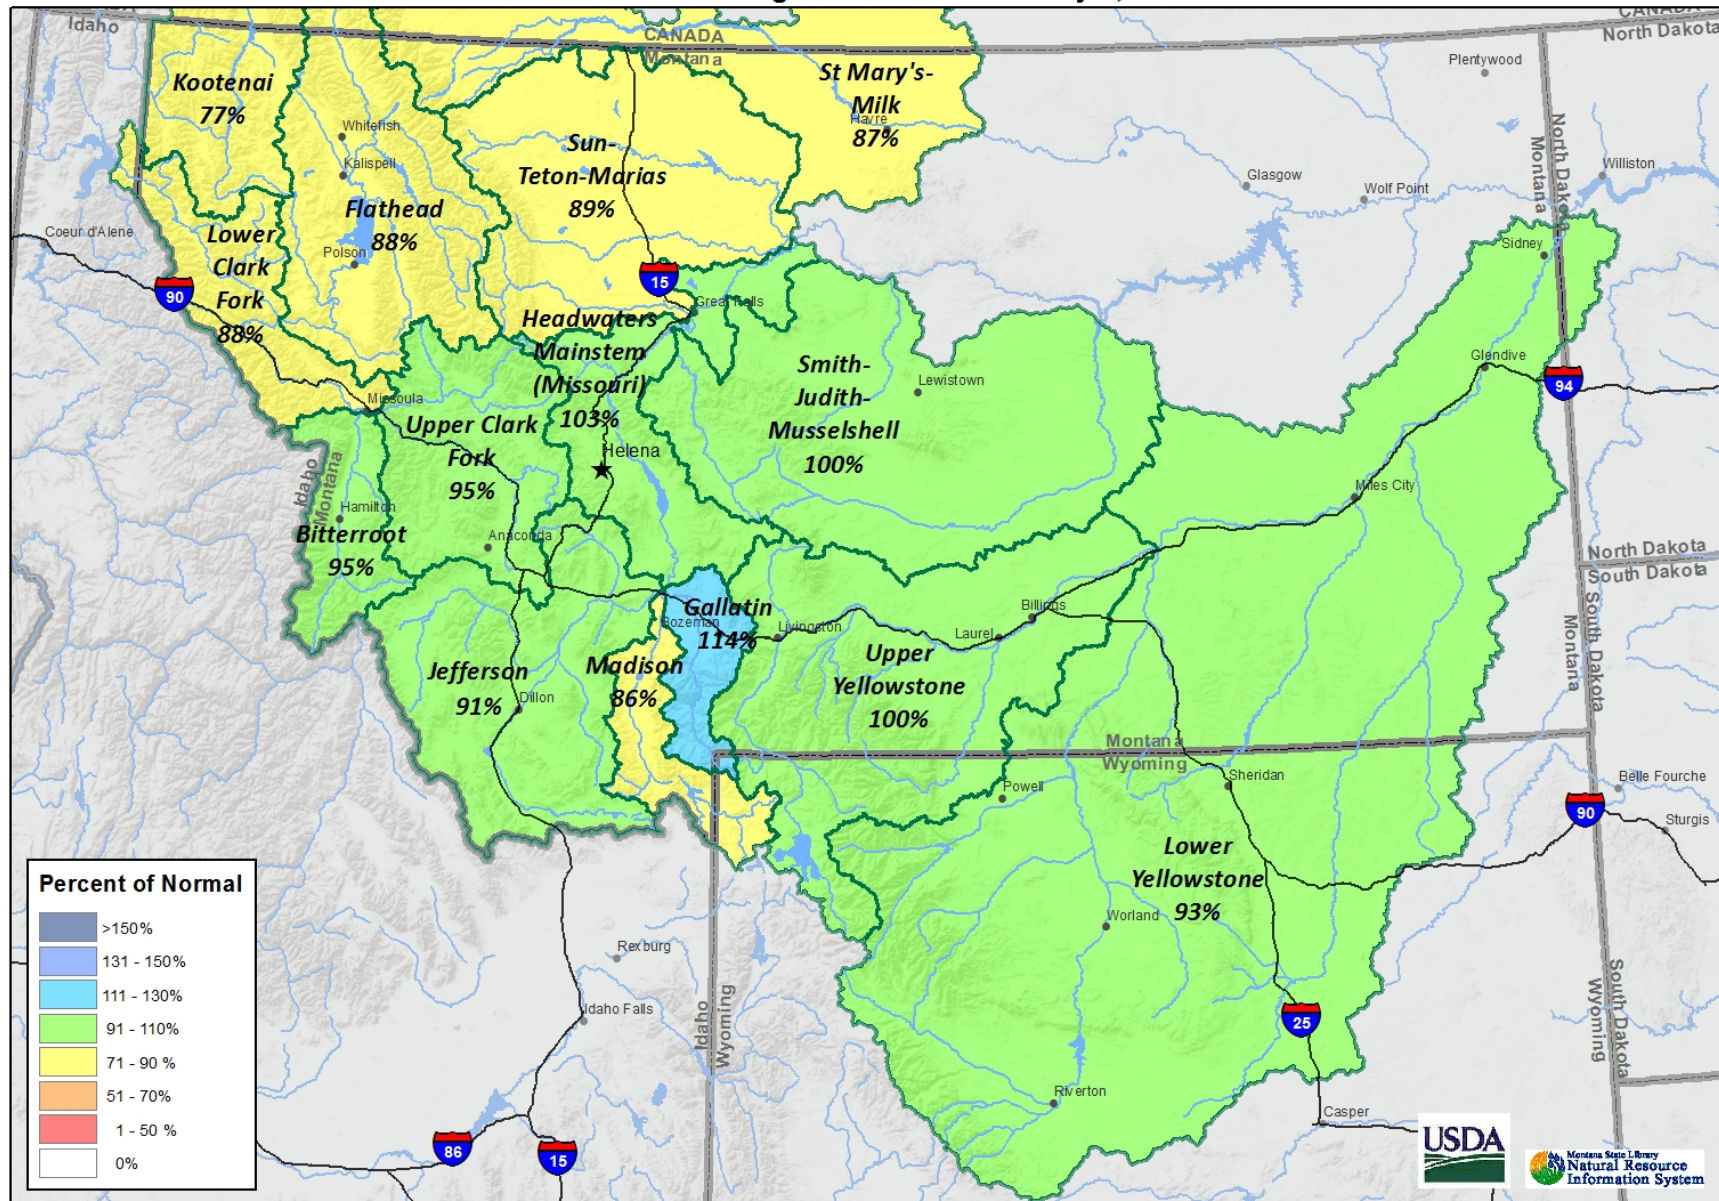 CANADA
Idaho
CANADA
Montana
CANADA
North Dakota
Kootenai
77%
Whitefish
Kalispell
Flathead
88%
Polson
Sun-
Teton-Marias
89%
St Mary's-
Milk
Havre
87%
Plentywood
Glasgow
Wolf Point
Williston
North Dakota
Montana
Sidney
Coeur d'Alene
Lower
Clark
Fork
88%
90
15
Great Falls
Headwaters
Mainstem
(Missouri)
103%
Helena
Smith-
Judith-
Musselshell
100%
Lewistown
Glendive
94
Missoula
Upper Clark
Fork
95%
Idaho
Montana
Hamilton
Bitterroot
95%
Anaconda
Miles City
North Dakota
South Dakota
Gallatin
114%
Bozeman
Livingston
Laurel
Billings
Upper
Yellowstone
100%
Jefferson
91%
Dillon
Madison
86%
South Dakota
Montana
Montana
Wyoming
Powell
Sheridan
Belle Fourche
90
Sturgis
Lower
Yellowstone
93%
Worland
Percent of Normal
>150%
131 - 150%
111 - 130%
91 - 110%
71 - 90 %
51 - 70%
1 - 50 %
0%
Rexburg
Idaho Falls
Idaho
Wyoming
South Dakota
Wyoming
25
Riverton
Casper
86
15
USDA
Montana State Library
Natural Resource
Information System